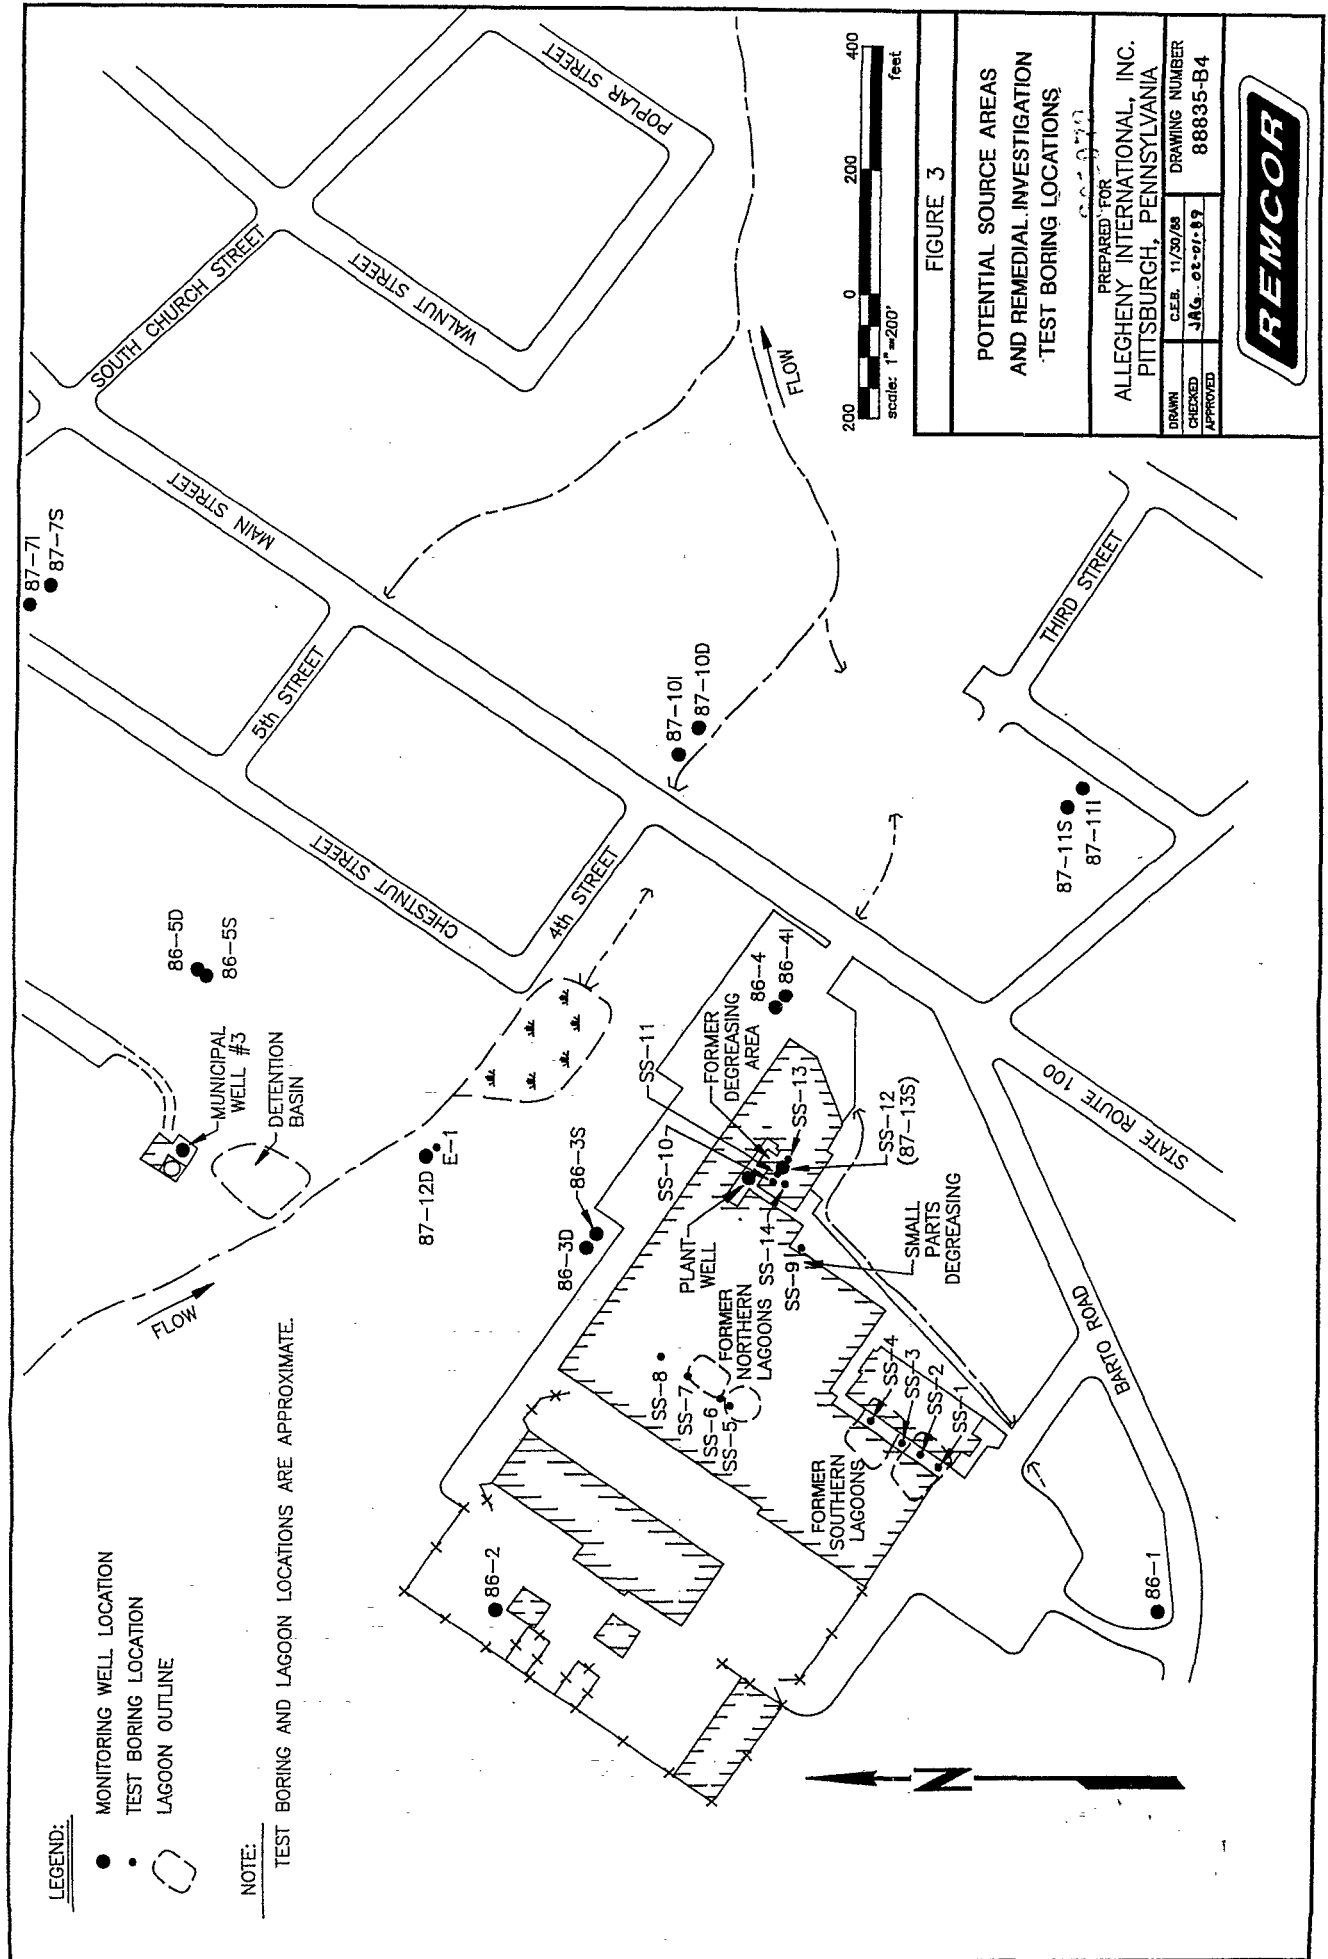 LEGEND:
MONITORING WELL LOCATION
TEST BORING LOCATION
LAGOON OUTLINE
NOTE:
TEST BORING AND LAGOON LOCATIONS ARE APPROXIMATE.
FLOW
MUNICIPAL
WELL #3
DETENTION
BASIN
86-5D
86-5S
87-7I
87-7S
SOUTH CHURCH STREET
MAIN STREET
WALNUT STREET
POPLAR STREET
5th STREET
CHESTNUT STREET
4th STREET
87-12D
E-1
86-3D
86-3S
86-2
SS-11
SS-10
FORMER
DEGREASING
AREA
86-4
86-4I
SS-13
SS-12
(87-13S)
PLANT
WELL
SS-14
SS-9
SMALL
PARTS
DEGREASING
SS-8
SS-7
SS-6
SS-5
FORMER
NORTHERN
LAGOONS
FORMER
SOUTHERN
LAGOONS
SS-4
SS-3
SS-2
SS-1
86-1
BARTO ROAD
STATE ROUTE 100
87-10I
87-10D
87-11S
87-11I
THIRD STREET
FLOW
N
200 0 200 400
scale: 1"=200' feet
FIGURE 3
POTENTIAL SOURCE AREAS
AND REMEDIAL INVESTIGATION
TEST BORING LOCATIONS
PREPARED FOR
ALLEGHENY INTERNATIONAL, INC.
PITTSBURGH, PENNSYLVANIA
DRAWN C.E.B. 11/30/88
CHECKED JAG 02-01-89
APPROVED
DRAWING NUMBER
88835-B4
REMCOR